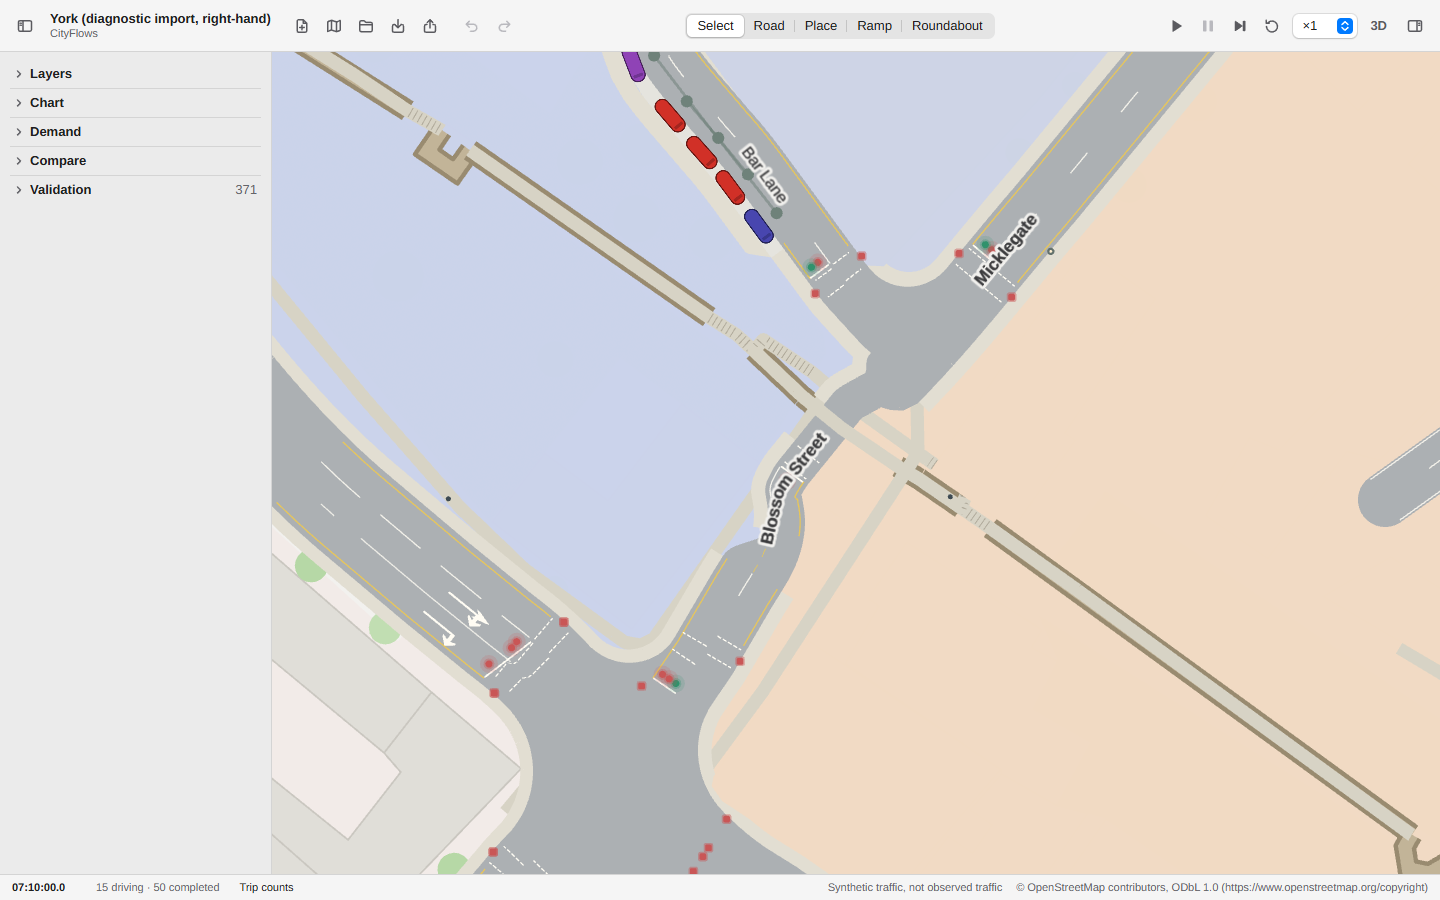 York (diagnostic import, right-hand)
CityFlows
Select
Road
Place
Ramp
Roundabout
×1
3D
Layers
Chart
Demand
Compare
Validation 371
Bar Lane
Micklegate
Blossom Street
07:10:00.0
15 driving · 50 completed
Trip counts
Synthetic traffic, not observed traffic
© OpenStreetMap contributors, ODbL 1.0 (https://www.openstreetmap.org/copyright)